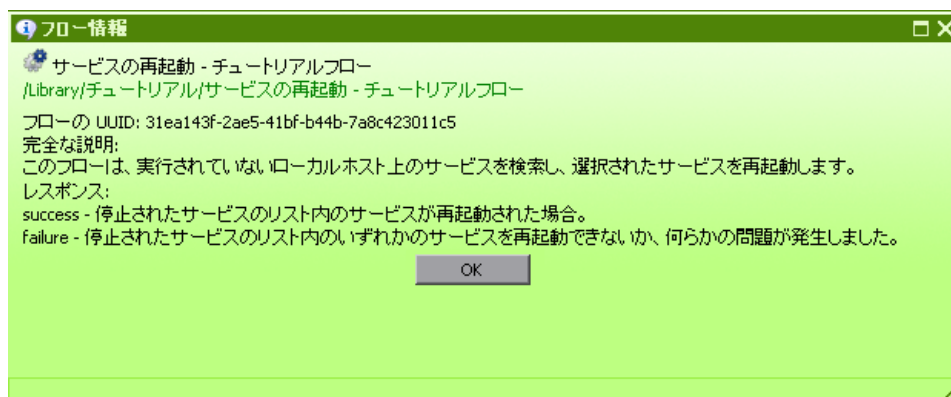 フロー情報
サービスの再起動 - チュートリアルフロー
/Library/チュートリアル/サービスの再起動 - チュートリアルフロー
フローの UUID: 31ea143f-2ae5-41bf-b44b-7a8c423011c5
完全な説明:
このフローは、実行されていないローカルホスト上のサービスを検索し、選択されたサービスを再起動します。
レスポンス:
success - 停止されたサービスのリスト内のサービスが再起動された場合。
failure - 停止されたサービスのリスト内のいずれかのサービスを再起動できないか、何らかの問題が発生しました。
OK